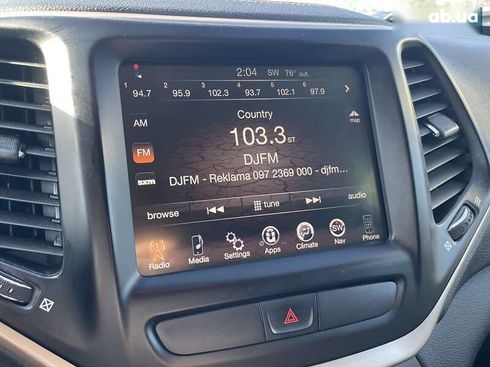 ab.ua
2:04 SW 76° out.
1 2 3 4 5 6
94.7 95.9 102.3 93.7 102.1 97.9
Country
map
AM
103.3 ST
FM
DJFM
sxm
DJFM - Reklama 097 2369 000 - djfm...
browse tune audio
SW
Radio Media Settings Apps Climate Nav Phone